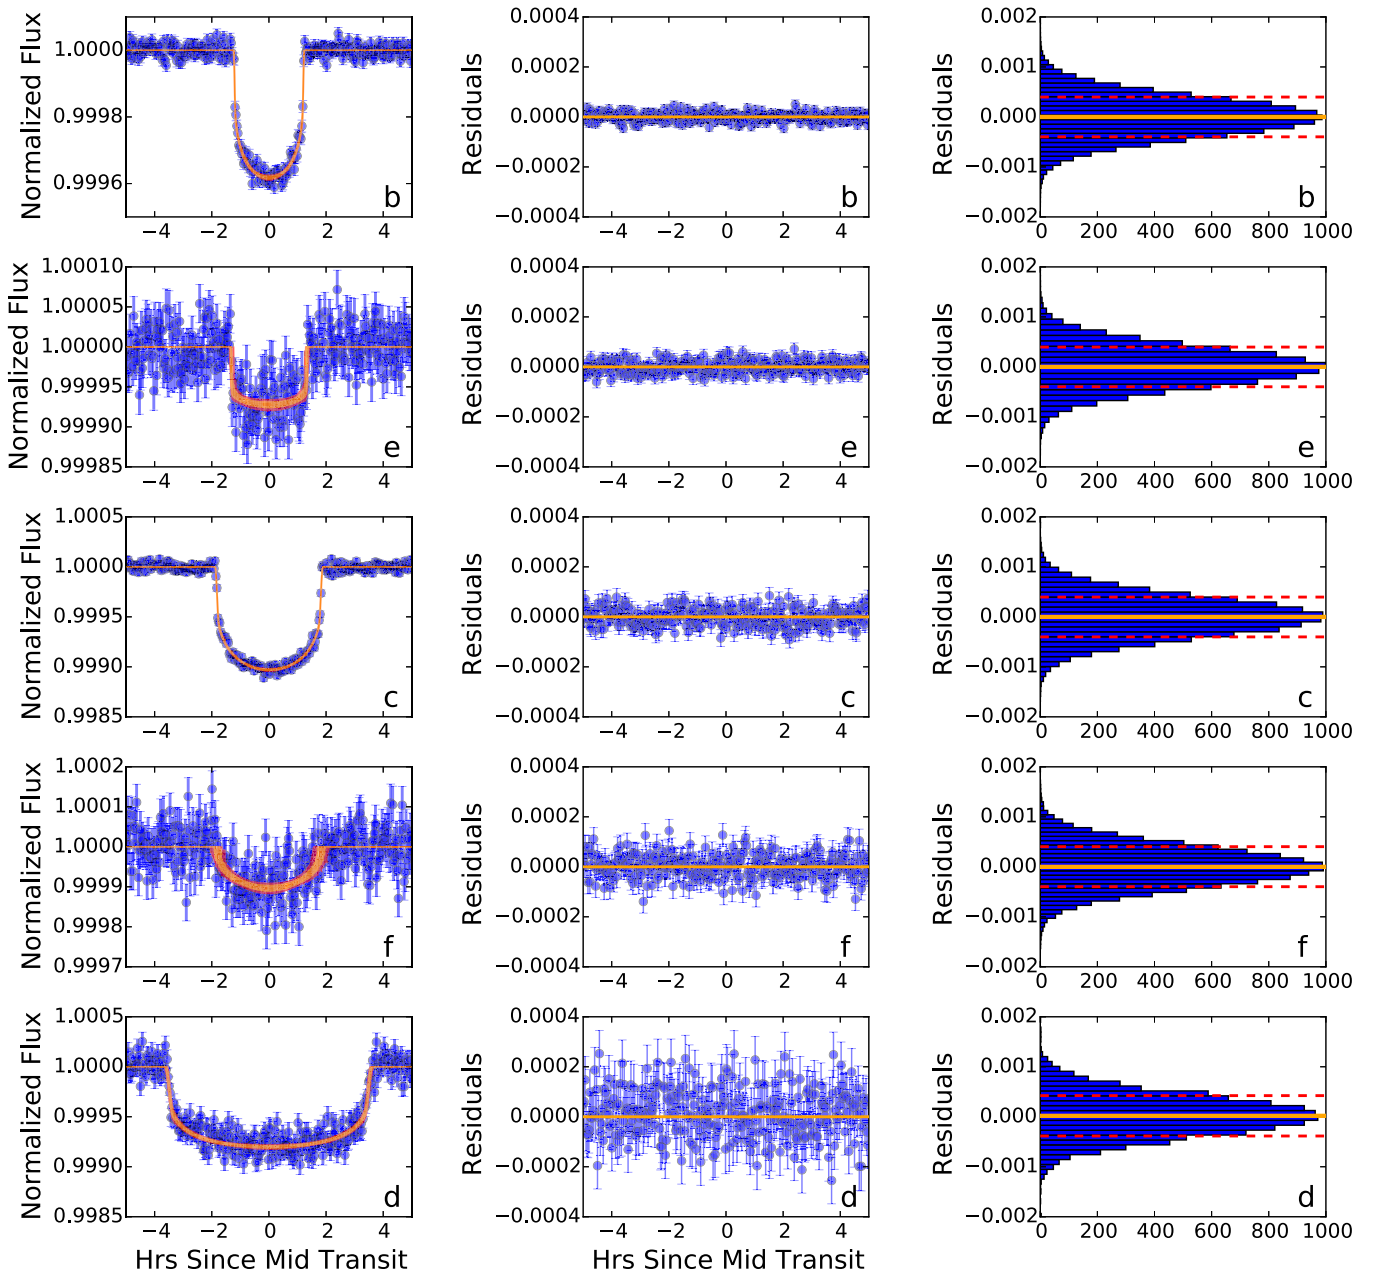 Normalized Flux
1.0000
0.9998
0.9996
−4 −2 0 2 4
b
Residuals
0.0004
0.0002
0.0000
−0.0002
−0.0004
−4 −2 0 2 4
b
Residuals
0.002
0.001
0.000
−0.001
−0.002
0 200 400 600 800 1000
b
Normalized Flux
1.00010
1.00005
1.00000
0.99995
0.99990
0.99985
−4 −2 0 2 4
e
Residuals
0.0004
0.0002
0.0000
−0.0002
−0.0004
−4 −2 0 2 4
e
Residuals
0.002
0.001
0.000
−0.001
−0.002
0 200 400 600 800 1000
e
Normalized Flux
1.0005
1.0000
0.9995
0.9990
0.9985
−4 −2 0 2 4
c
Residuals
0.0004
0.0002
0.0000
−0.0002
−0.0004
−4 −2 0 2 4
c
Residuals
0.002
0.001
0.000
−0.001
−0.002
0 200 400 600 800 1000
c
Normalized Flux
1.0002
1.0001
1.0000
0.9999
0.9998
0.9997
−4 −2 0 2 4
f
Residuals
0.0004
0.0002
0.0000
−0.0002
−0.0004
−4 −2 0 2 4
f
Residuals
0.002
0.001
0.000
−0.001
−0.002
0 200 400 600 800 1000
f
Normalized Flux
1.0005
1.0000
0.9995
0.9990
0.9985
−4 −2 0 2 4
d
Hrs Since Mid Transit
Residuals
0.0004
0.0002
0.0000
−0.0002
−0.0004
−4 −2 0 2 4
d
Hrs Since Mid Transit
Residuals
0.002
0.001
0.000
−0.001
−0.002
0 200 400 600 800 1000
d